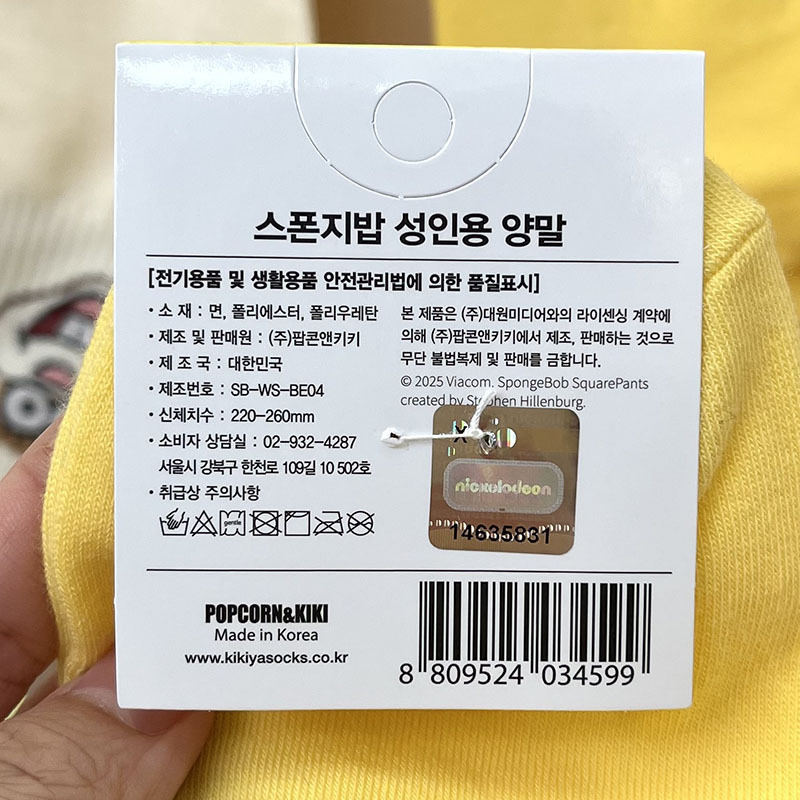 스폰지밥 성인용 양말
[전기용품 및 생활용품 안전관리법에 의한 품질표시]
• 소 재 : 면, 폴리에스터, 폴리우레탄
• 제조 및 판매원 : (주)팝콘앤키키
• 제 조 국 : 대한민국
• 제조번호 : SB-WS-BE04
• 신체치수 : 220-260mm
• 소비자 상담실 : 02-932-4287
서울시 강북구 한천로 109길 10 502호
• 취급상 주의사항
gentle
본 제품은 (주)대원미디어와의 라이센싱 계약에
의해 (주)팝콘앤키키에서 제조, 판매하는 것으로
무단 불법복제 및 판매를 금합니다.
© 2025 Viacom. SpongeBob SquarePants
created by Stephen Hillenburg.
nickelodeon
14635831
POPCORN&KIKI
Made in Korea
www.kikiyasocks.co.kr
8 809524 034599